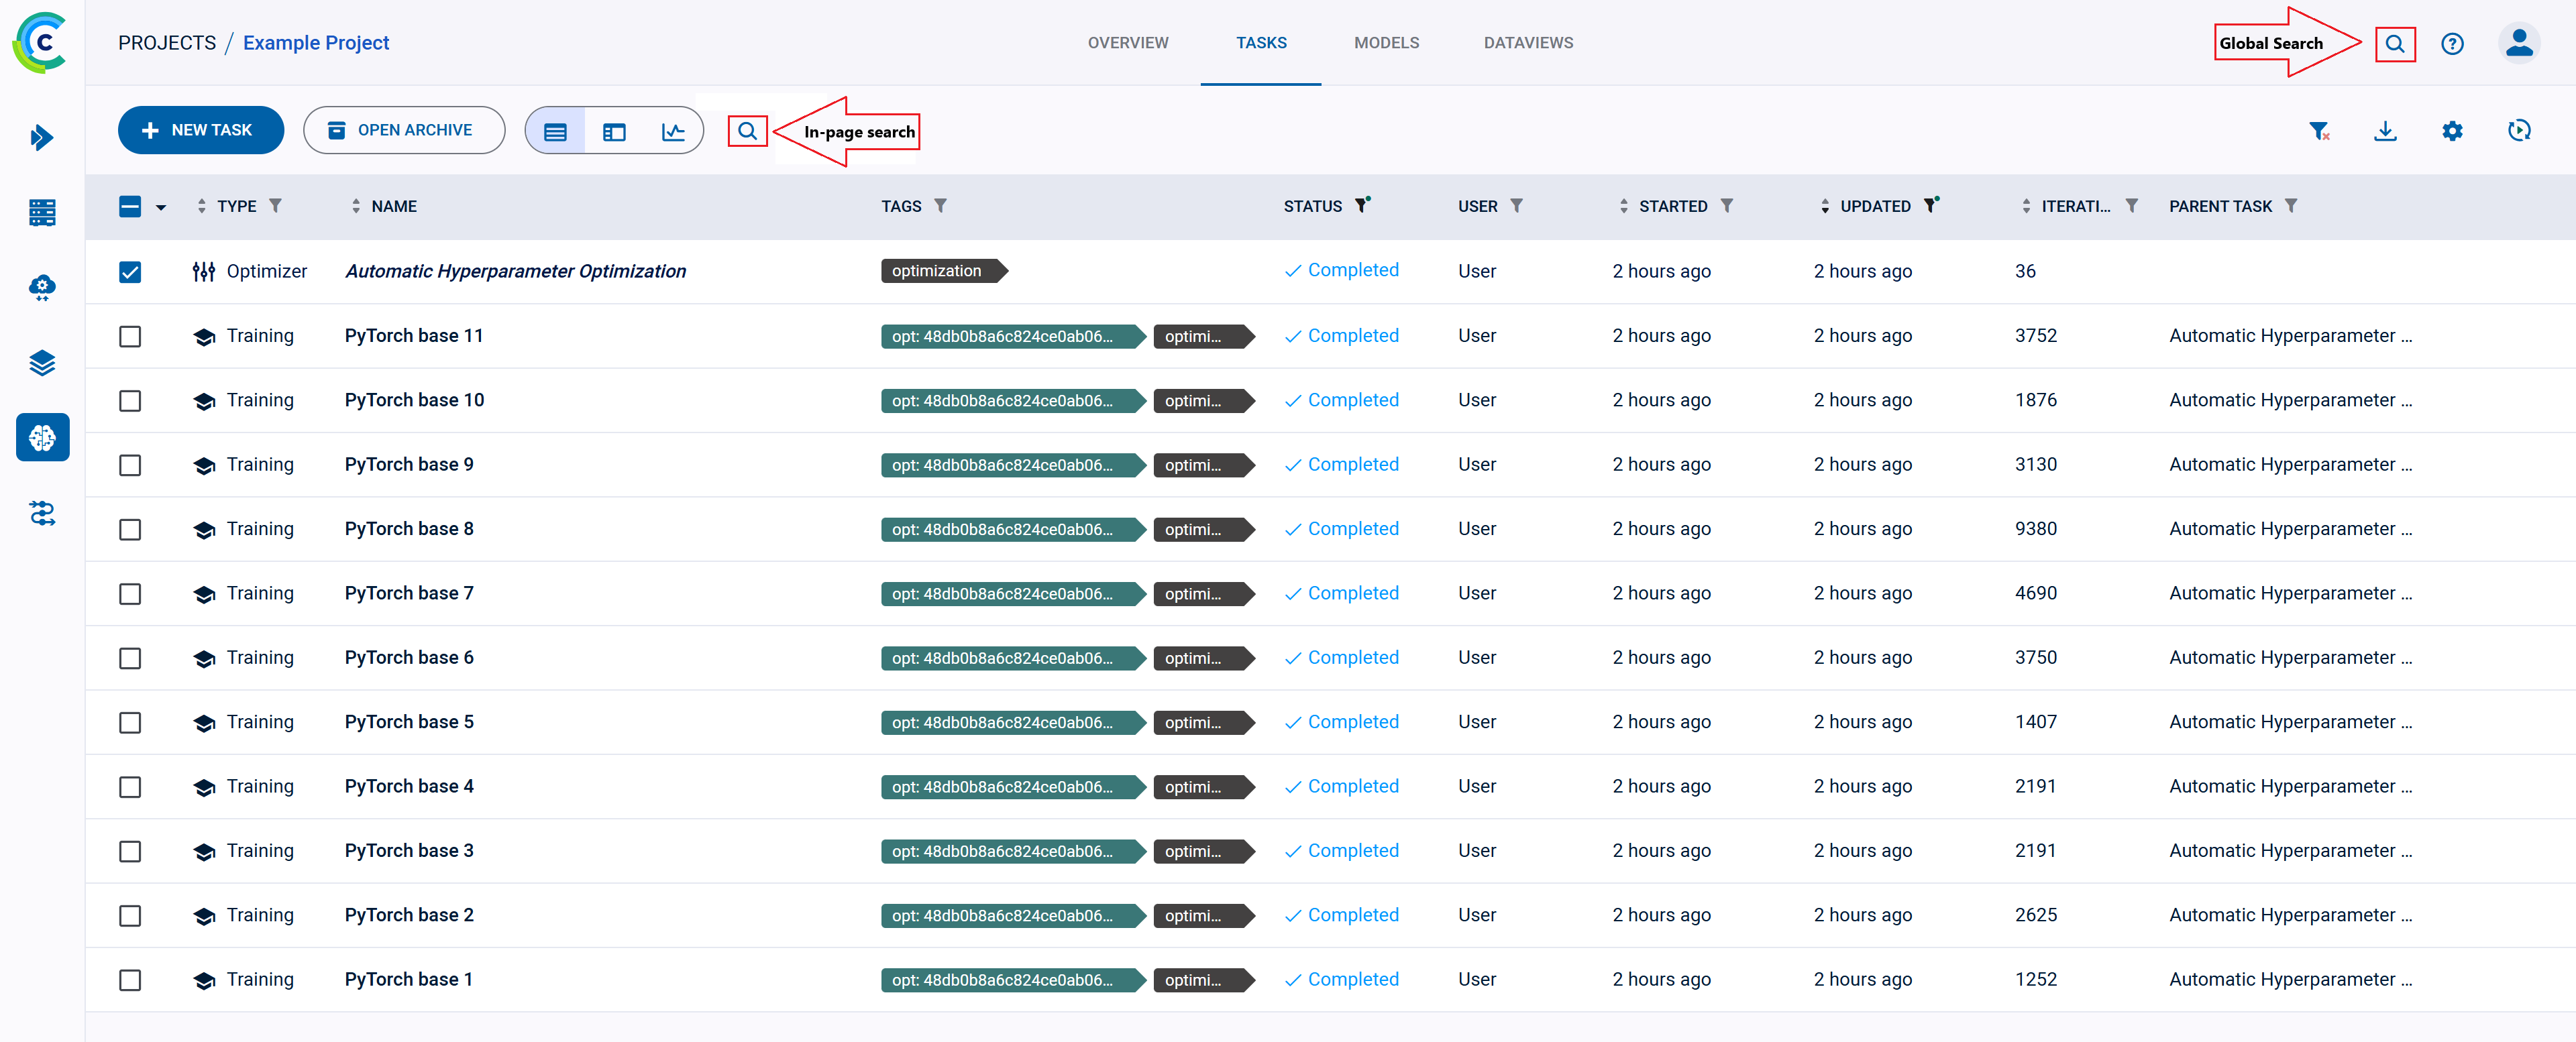 PROJECTS / Example Project
OVERVIEW TASKS MODELS DATAVIEWS
Global Search
NEW TASK OPEN ARCHIVE
In-page search
TYPE NAME TAGS STATUS USER STARTED UPDATED ITERATI... PARENT TASK
Optimizer Automatic Hyperparameter Optimization optimization Completed User 2 hours ago 2 hours ago 36
Training PyTorch base 11 opt: 48db0b8a6c824ce0ab06... optimi... Completed User 2 hours ago 2 hours ago 3752 Automatic Hyperparameter ...
Training PyTorch base 10 opt: 48db0b8a6c824ce0ab06... optimi... Completed User 2 hours ago 2 hours ago 1876 Automatic Hyperparameter ...
Training PyTorch base 9 opt: 48db0b8a6c824ce0ab06... optimi... Completed User 2 hours ago 2 hours ago 3130 Automatic Hyperparameter ...
Training PyTorch base 8 opt: 48db0b8a6c824ce0ab06... optimi... Completed User 2 hours ago 2 hours ago 9380 Automatic Hyperparameter ...
Training PyTorch base 7 opt: 48db0b8a6c824ce0ab06... optimi... Completed User 2 hours ago 2 hours ago 4690 Automatic Hyperparameter ...
Training PyTorch base 6 opt: 48db0b8a6c824ce0ab06... optimi... Completed User 2 hours ago 2 hours ago 3750 Automatic Hyperparameter ...
Training PyTorch base 5 opt: 48db0b8a6c824ce0ab06... optimi... Completed User 2 hours ago 2 hours ago 1407 Automatic Hyperparameter ...
Training PyTorch base 4 opt: 48db0b8a6c824ce0ab06... optimi... Completed User 2 hours ago 2 hours ago 2191 Automatic Hyperparameter ...
Training PyTorch base 3 opt: 48db0b8a6c824ce0ab06... optimi... Completed User 2 hours ago 2 hours ago 2191 Automatic Hyperparameter ...
Training PyTorch base 2 opt: 48db0b8a6c824ce0ab06... optimi... Completed User 2 hours ago 2 hours ago 2625 Automatic Hyperparameter ...
Training PyTorch base 1 opt: 48db0b8a6c824ce0ab06... optimi... Completed User 2 hours ago 2 hours ago 1252 Automatic Hyperparameter ...